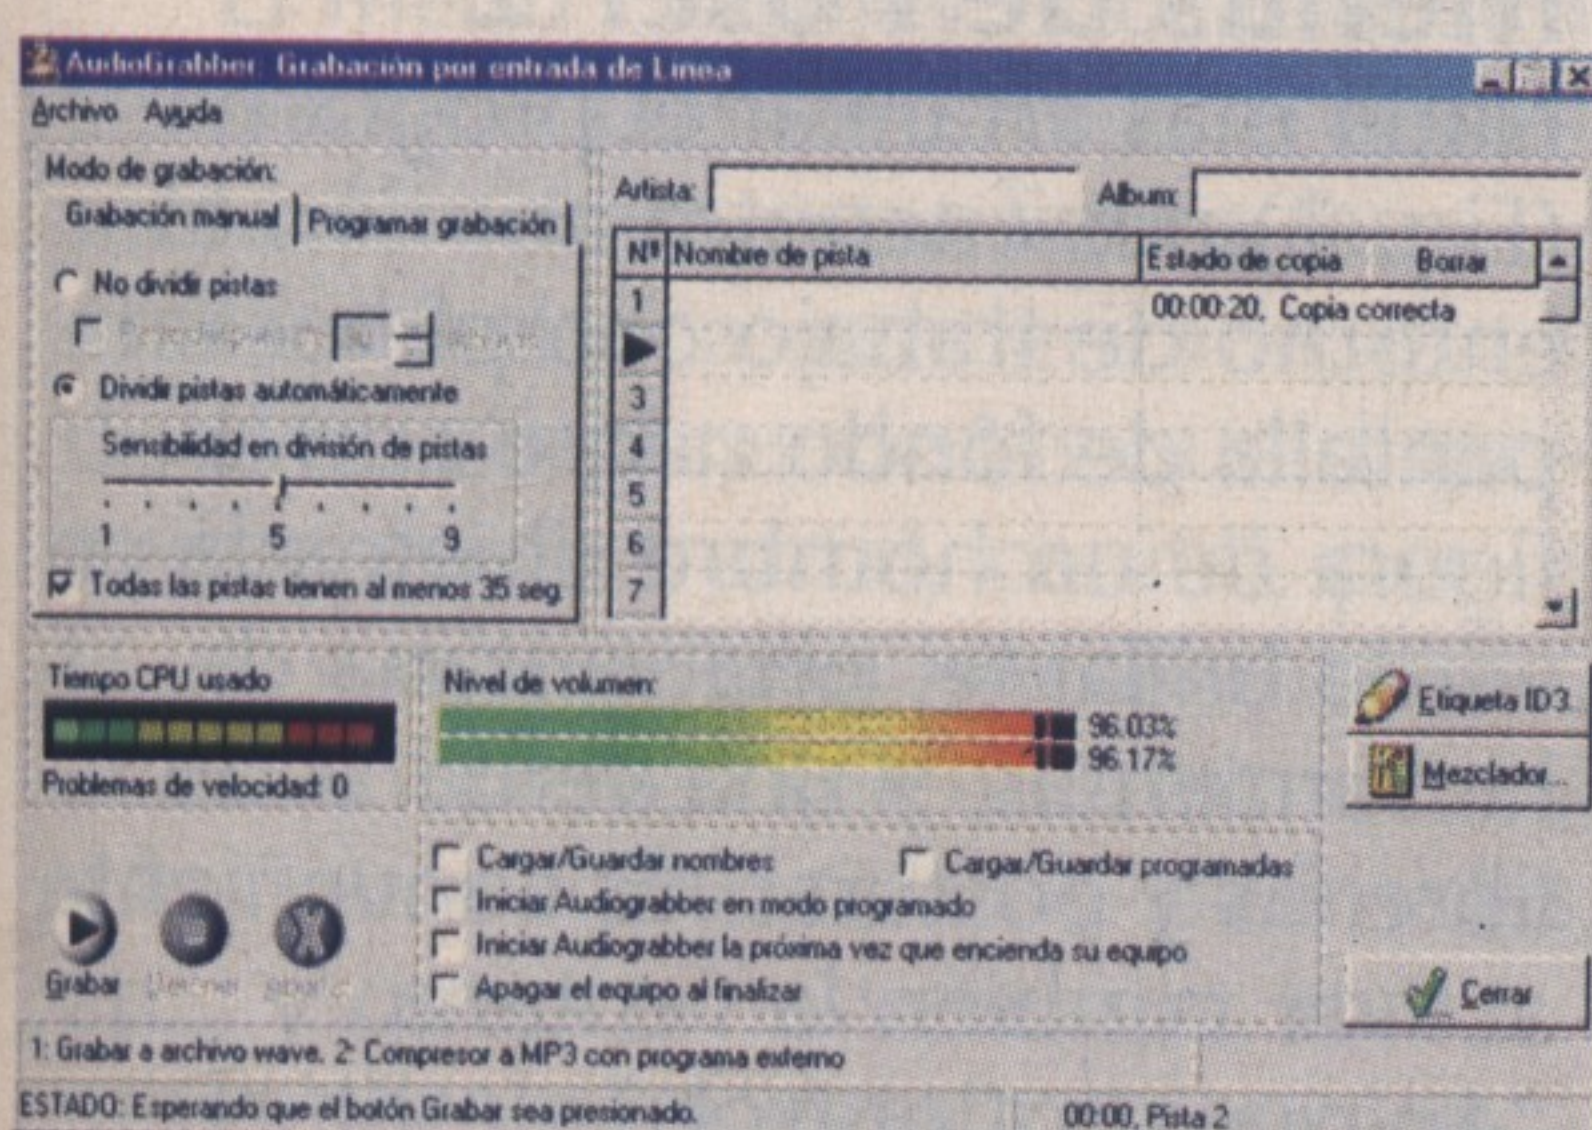 AudioGrabber Grabación por entrada de Linea
Archivo Ayuda
Modo de grabación:
Grabación manual Programar grabación
No dividir pistas
Dividir pistas automáticamente
Sensibilidad en división de pistas
1 5 9
Todas las pistas tienen al menos 35 seg
Artista: Album:
Nº Nombre de pista Estado de copia Borrar
1 00:00:20, Copia correcta
3
4
5
6
7
Tiempo CPU usado
Problemas de velocidad: 0
Nivel de volumen:
96.03%
96.17%
Etiqueta ID3
Mezclador...
Cargar/Guardar nombres Cargar/Guardar programadas
Iniciar Audiograbber en modo programado
Iniciar Audiograbber la próxima vez que encienda su equipo
Apagar el equipo al finalizar
Grabar
Cerrar
1: Grabar a archivo wave. 2: Compresor a MP3 con programa externo
ESTADO: Esperando que el botón Grabar sea presionado. 00:00, Pista 2